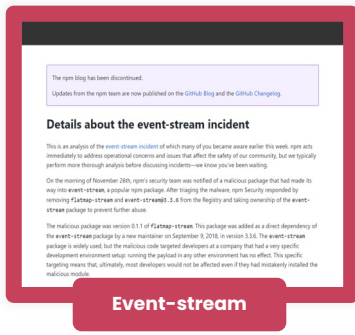 The npm blog has been discontinued.
Updates from the npm team are now published on the GitHub Blog and the GitHub Changelog.
Details about the event-stream incident
This is an analysis of the event-stream incident of which many of you became aware earlier this week. npm acts
immediately to address operational concerns and issues that affect the safety of our community, but we typically
perform more thorough analysis before discussing incidents—we know you've been waiting.
On the morning of November 26th, npm's security team was notified of a malicious package that had made its
way into event-stream, a popular npm package. After triaging the malware, npm Security responded by
removing flatmap-stream and event-stream@3.3.6 from the Registry and taking ownership of the event-
stream package to prevent further abuse.
The malicious package was version 0.1.1 of flatmap-stream. This package was added as a direct dependency of
the event-stream package by a new maintainer on September 9, 2018, in version 3.3.6. The event-stream
package is widely used, but the malicious code targeted developers at a company that had a very specific
development environment setup: running the payload in any other environment has no effect. This specific
targeting means that, ultimately, most developers would not be affected even if they had mistakenly installed the
malicious module.
Event-stream